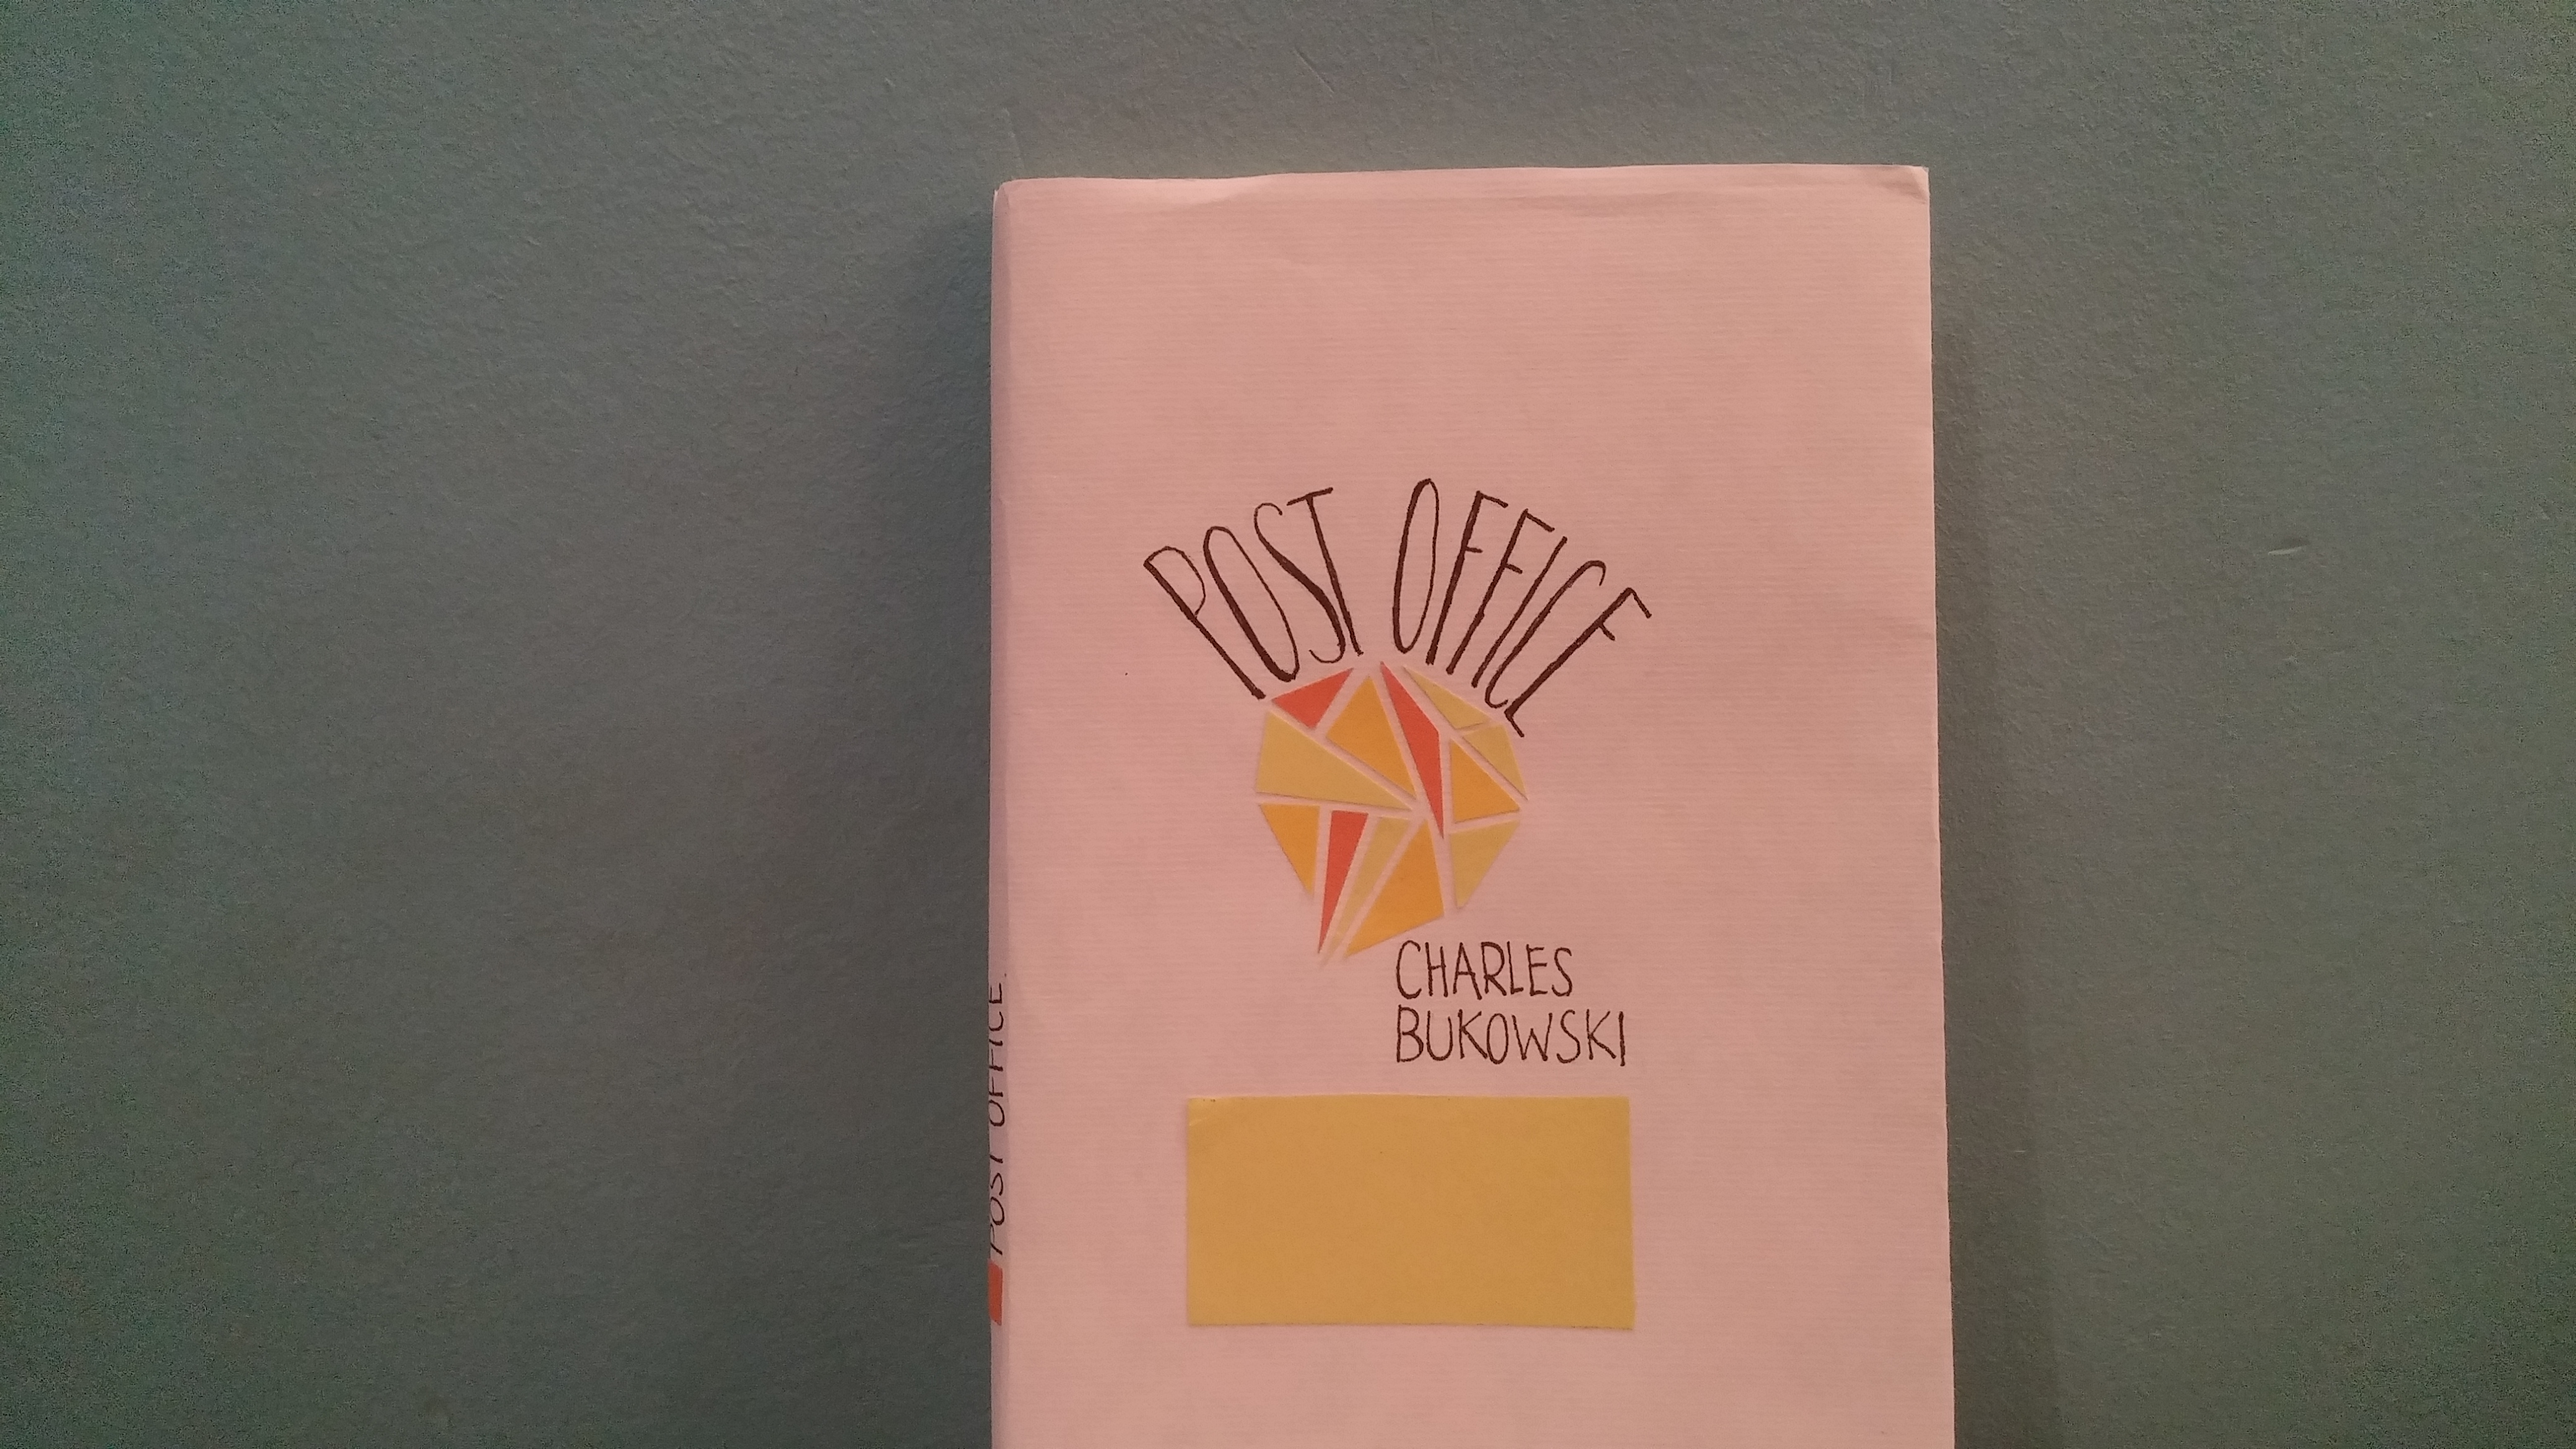 POST OFFICE
CHARLES
BUKOWSKI
POST OFFICE.